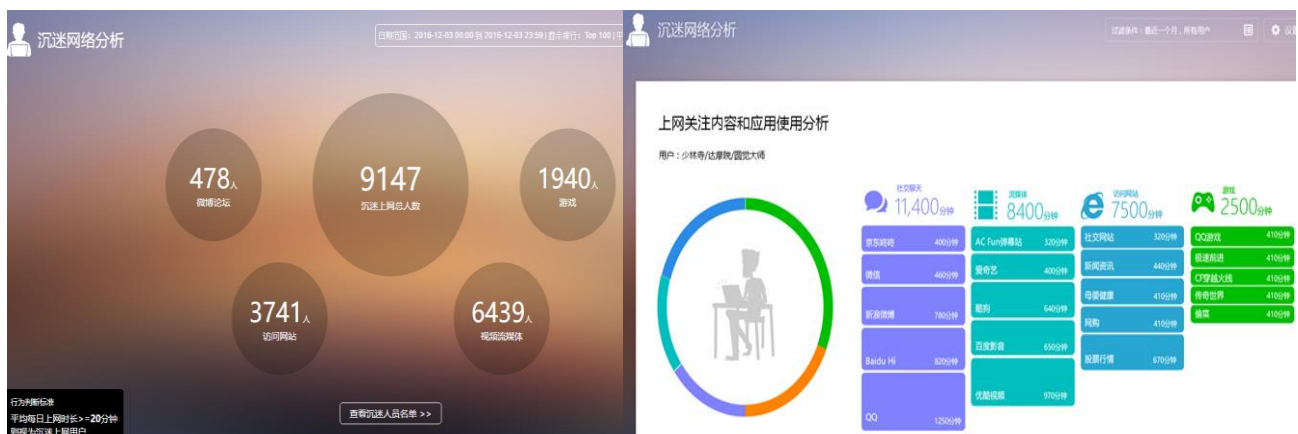 沉迷网络分析
日期范围：2016-12-03 00:00 到 2016-12-03 23:59 | 显示排行：Top 100 | 平
478人
微博论坛
9147
沉迷上网总人数
1940人
游戏
3741人
访问网站
6439人
视频流媒体
行为判断标准
平均每日上网时长>=20分钟
则视为沉迷上网用户
查看沉迷人员名单 >>
沉迷网络分析
过滤条件：最近一个月，所有用户
设置
上网关注内容和应用使用分析
用户：少林寺/达摩院/圆觉大师
社交聊天
11,400分钟
京东咚咚 400分钟
微信 460分钟
新浪微博 780分钟
Baidu Hi 820分钟
QQ 1250分钟
流媒体
8400分钟
AC Fun弹幕站 320分钟
爱奇艺 400分钟
酷狗 640分钟
百度影音 650分钟
优酷视频 970分钟
访问网站
7500分钟
社交网站 320分钟
新闻资讯 440分钟
母婴健康 410分钟
网购 410分钟
股票行情 670分钟
游戏
2500分钟
QQ游戏 410分钟
极速前进 410分钟
CF穿越火线 410分钟
传奇世界 410分钟
偷菜 410分钟